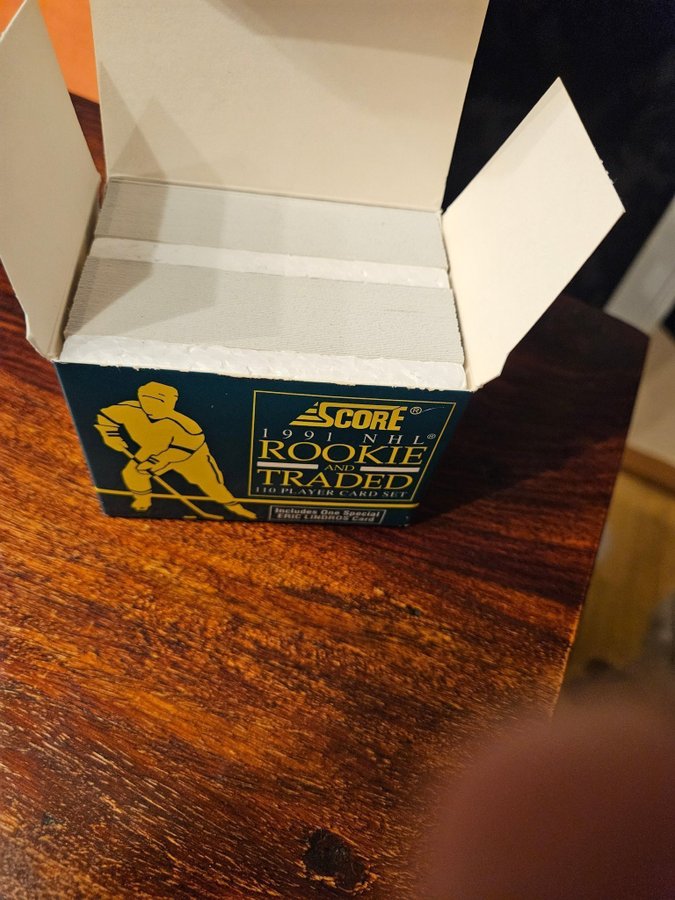 SCORE®
1991 NHL®
ROOKIE
AND
TRADED
110 PLAYER CARD SET
Includes One Special
ERIC LINDROS Card